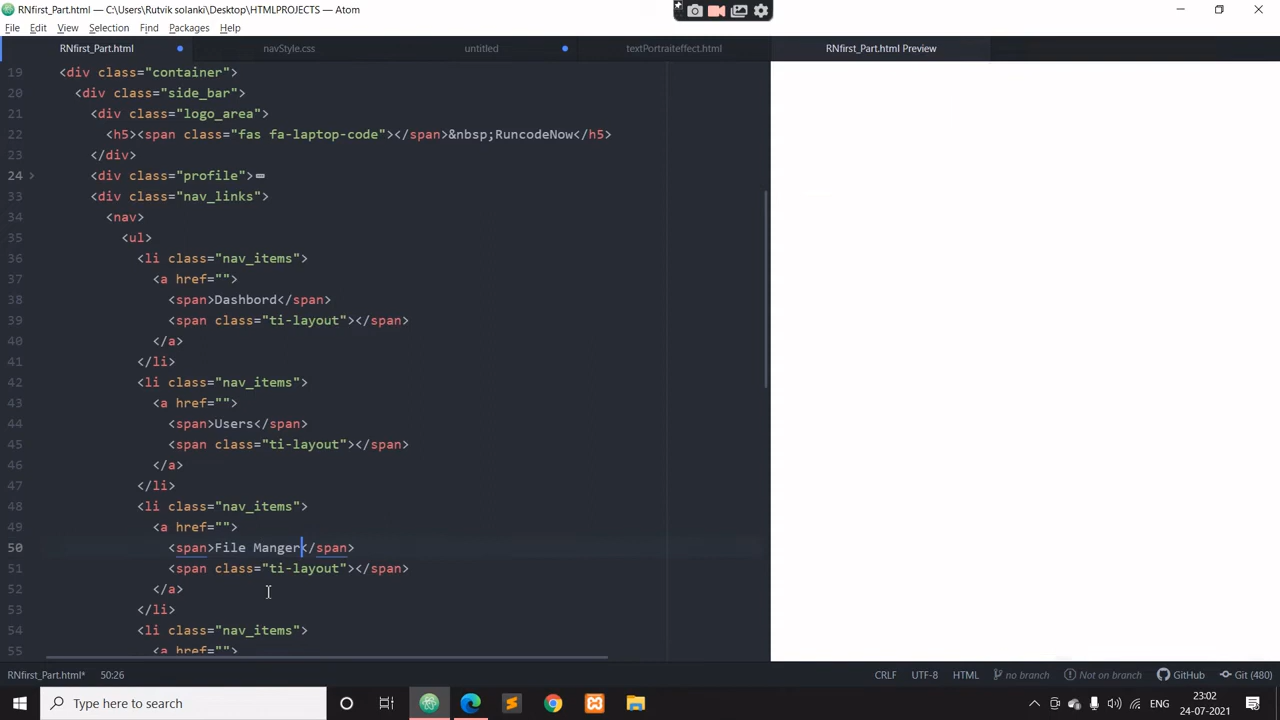 RNfirst_Part.html — C:\Users\Rutvik solanki\Desktop\HTMLPROJECTS — Atom
File Edit View Selection Find Packages Help
RNfirst_Part.html navStyle.css untitled textPortraiteffect.html RNfirst_Part.html Preview
19 <div class="container">
20 <div class="side_bar">
21 <div class="logo_area">
22 <h5><span class="fas fa-laptop-code"></span>&nbsp;RuncodeNow</h5>
23 </div>
24 <div class="profile">
33 <div class="nav_links">
34 <nav>
35 <ul>
36 <li class="nav_items">
37 <a href="">
38 <span>Dashbord</span>
39 <span class="ti-layout"></span>
40 </a>
41 </li>
42 <li class="nav_items">
43 <a href="">
44 <span>Users</span>
45 <span class="ti-layout"></span>
46 </a>
47 </li>
48 <li class="nav_items">
49 <a href="">
50 <span>File Manger</span>
51 <span class="ti-layout"></span>
52 </a>
53 </li>
54 <li class="nav_items">
55 <a href="">
RNfirst_Part.html* 50:26 CRLF UTF-8 HTML no branch Not on branch GitHub Git (480)
Type here to search ENG 23:02
24-07-2021